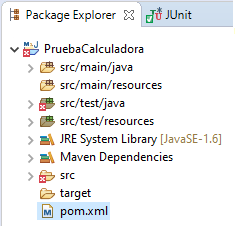 Package Explorer JUnit
PruebaCalculadora
src/main/java
src/main/resources
src/test/java
src/test/resources
JRE System Library [JavaSE-1.6]
Maven Dependencies
src
target
pom.xml